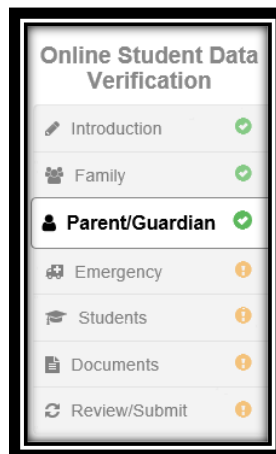 Online Student Data
Verification
Introduction
Family
Parent/Guardian
Emergency
Students
Documents
Review/Submit